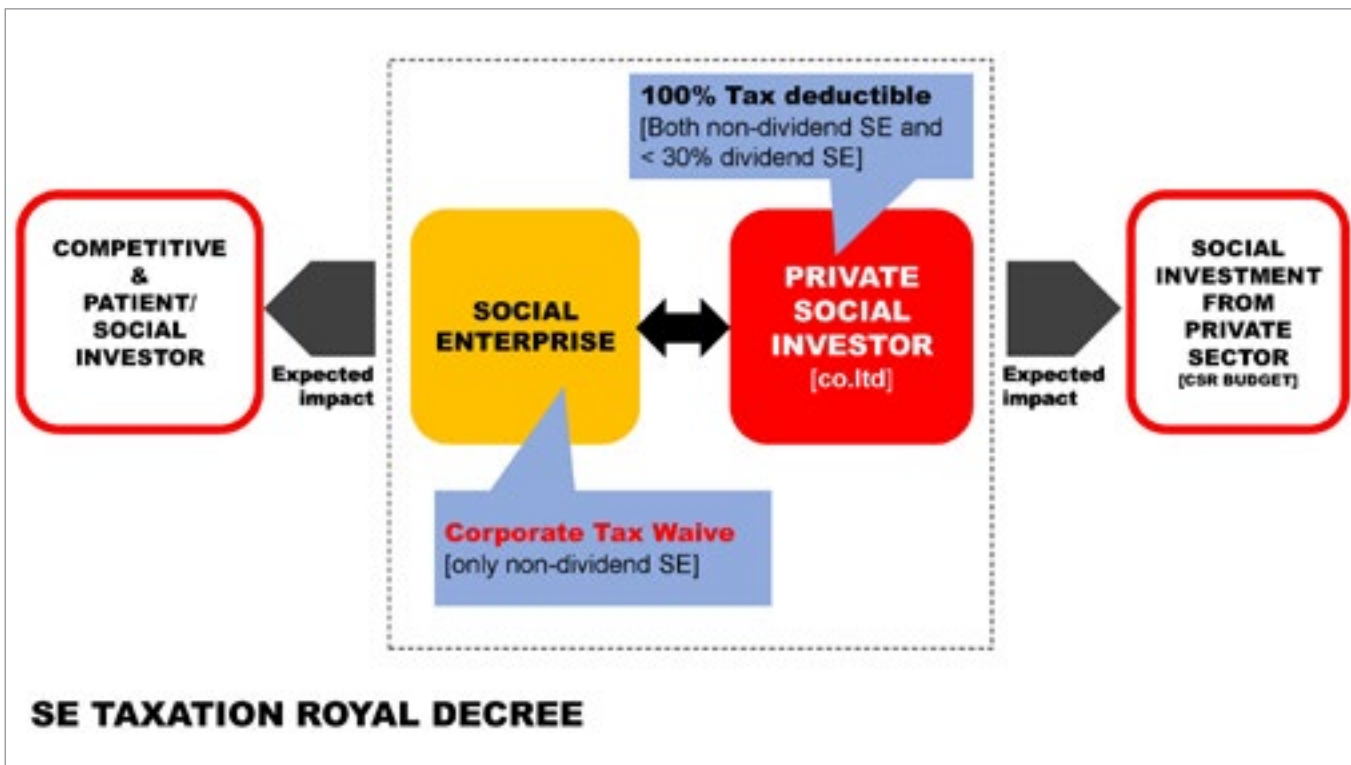 100% Tax deductible
[Both non-dividend SE and
< 30% dividend SE]
COMPETITIVE
&
PATIENT/
SOCIAL
INVESTOR
Expected
impact
SOCIAL
ENTERPRISE
PRIVATE
SOCIAL
INVESTOR
[co.ltd]
Expected
impact
SOCIAL
INVESTMENT
FROM
PRIVATE
SECTOR
[CSR BUDGET]
Corporate Tax Waive
[only non-dividend SE]
SE TAXATION ROYAL DECREE